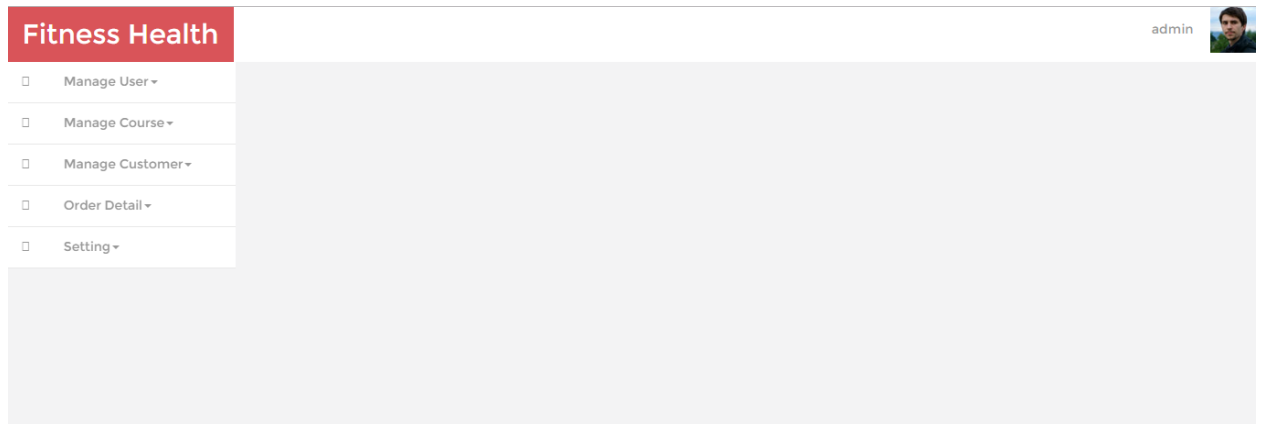 Fitness Health
admin
Manage User
Manage Course
Manage Customer
Order Detail
Setting